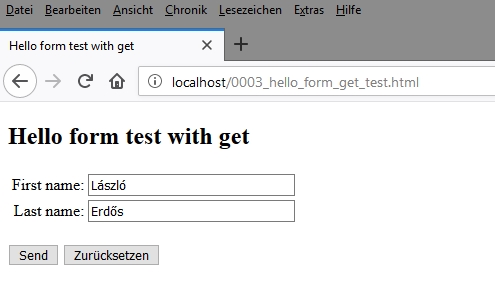 Datei Bearbeiten Ansicht Chronik Lesezeichen Extras Hilfe
Hello form test with get
localhost/0003_hello_form_get_test.html
Hello form test with get
First name: László
Last name: Erdős
Send Zurücksetzen